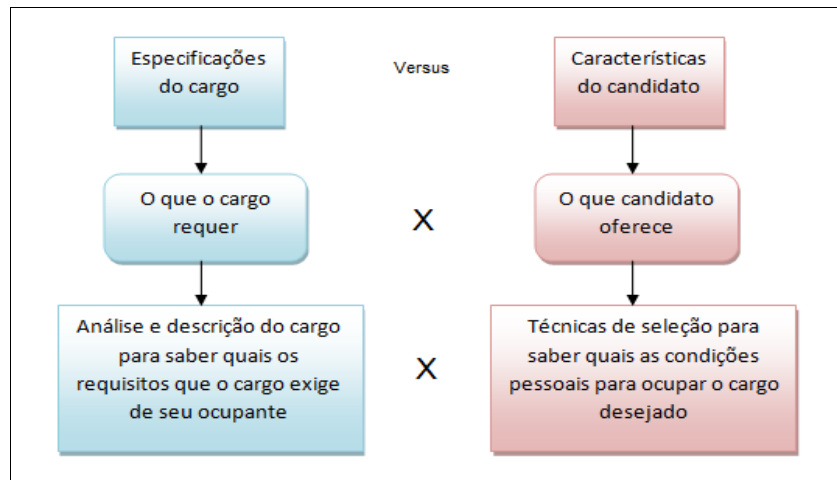 Especificações
do cargo
Versus
Características
do candidato
O que o cargo
requer
X
O que candidato
oferece
Análise e descrição do cargo
para saber quais os
requisitos que o cargo exige
de seu ocupante
X
Técnicas de seleção para
saber quais as condições
pessoais para ocupar o cargo
desejado